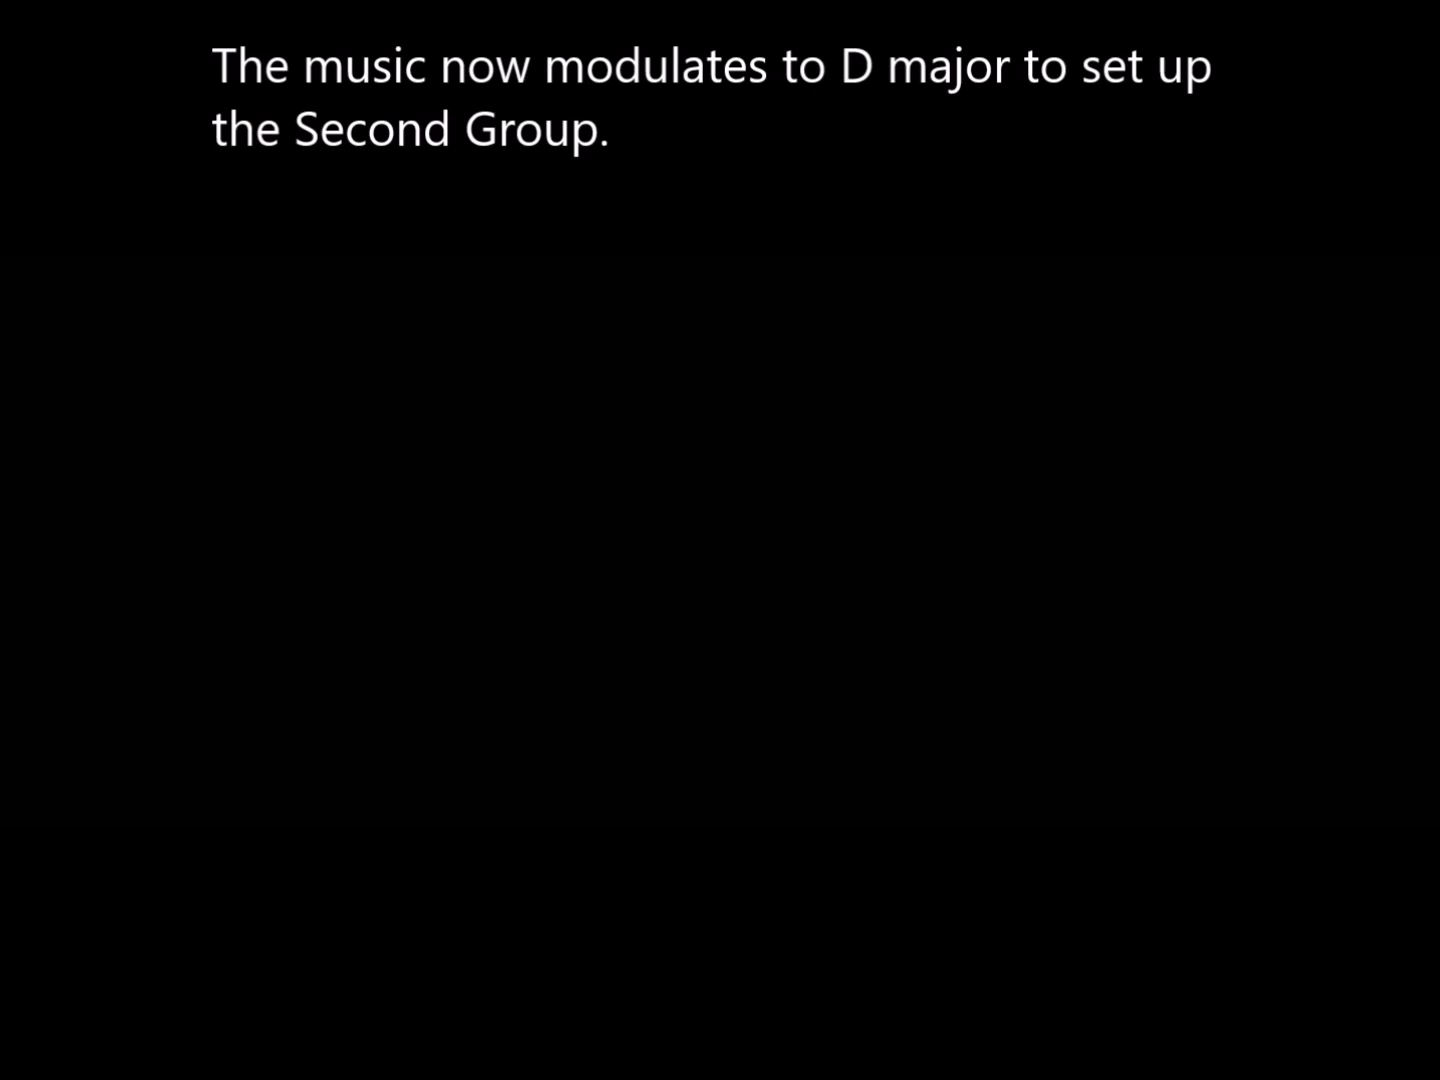 The music now modulates to D major to set up
the Second Group.